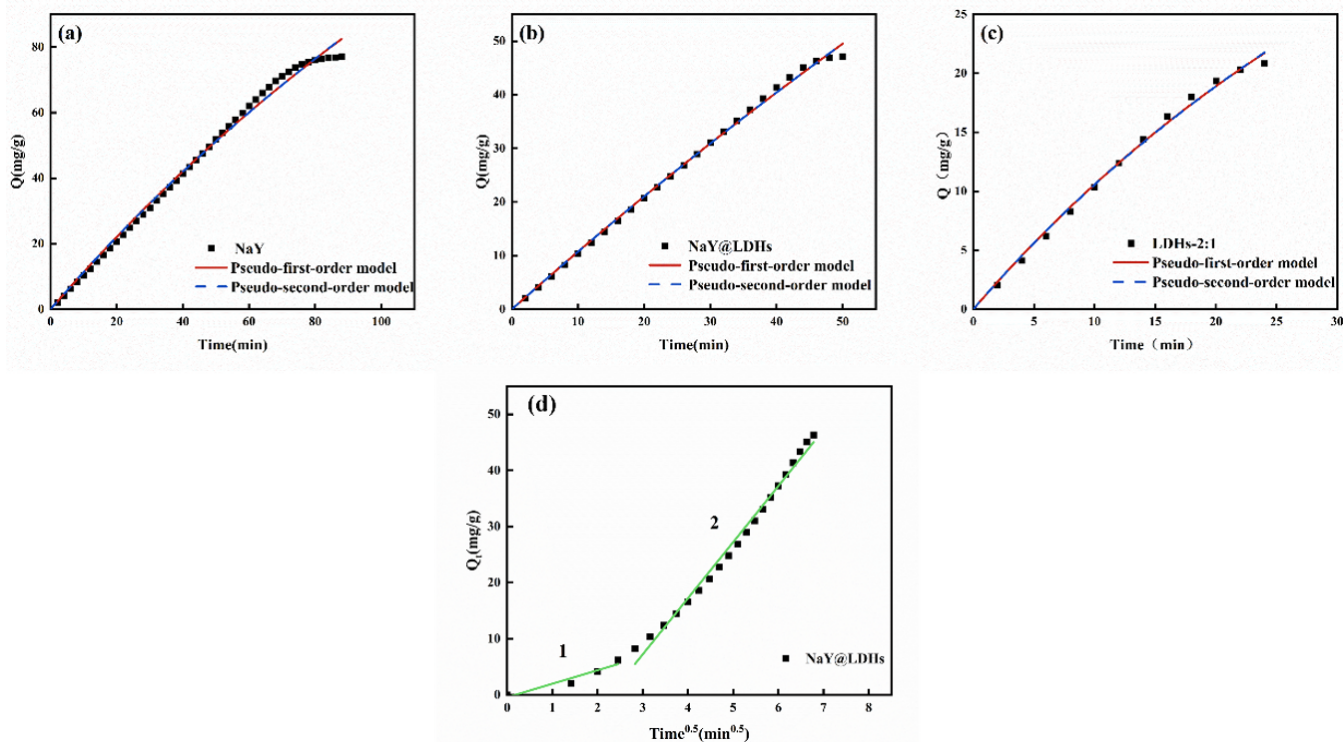 (a)
80
60
40
20
0
Q(mg/g)
NaY
Pseudo-first-order model
Pseudo-second-order model
0 20 40 60 80 100
Time(min)
(b)
50
40
30
20
10
0
Q(mg/g)
NaY@LDHs
Pseudo-first-order model
Pseudo-second-order model
0 10 20 30 40 50
Time(min)
(c)
25
20
15
10
5
0
Q (mg/g)
LDHs-2:1
Pseudo-first-order model
Pseudo-second-order model
0 5 10 15 20 25 30
Time (min)
(d)
50
40
30
20
10
0
Qt(mg/g)
1
2
NaY@LDHs
0 1 2 3 4 5 6 7 8
Time0.5(min0.5)